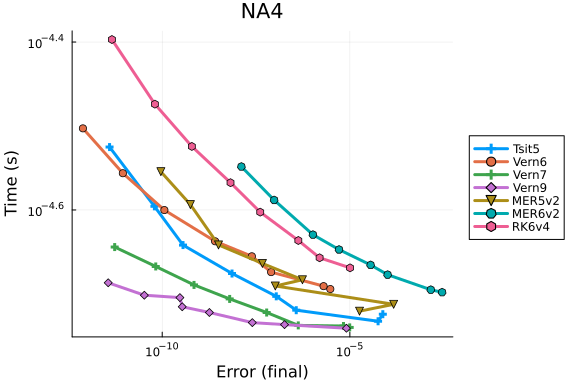 NA4
Time (s)
10^-4.4
10^-4.6
10^-10
10^-5
Error (final)
Tsit5
Vern6
Vern7
Vern9
MER5v2
MER6v2
RK6v4